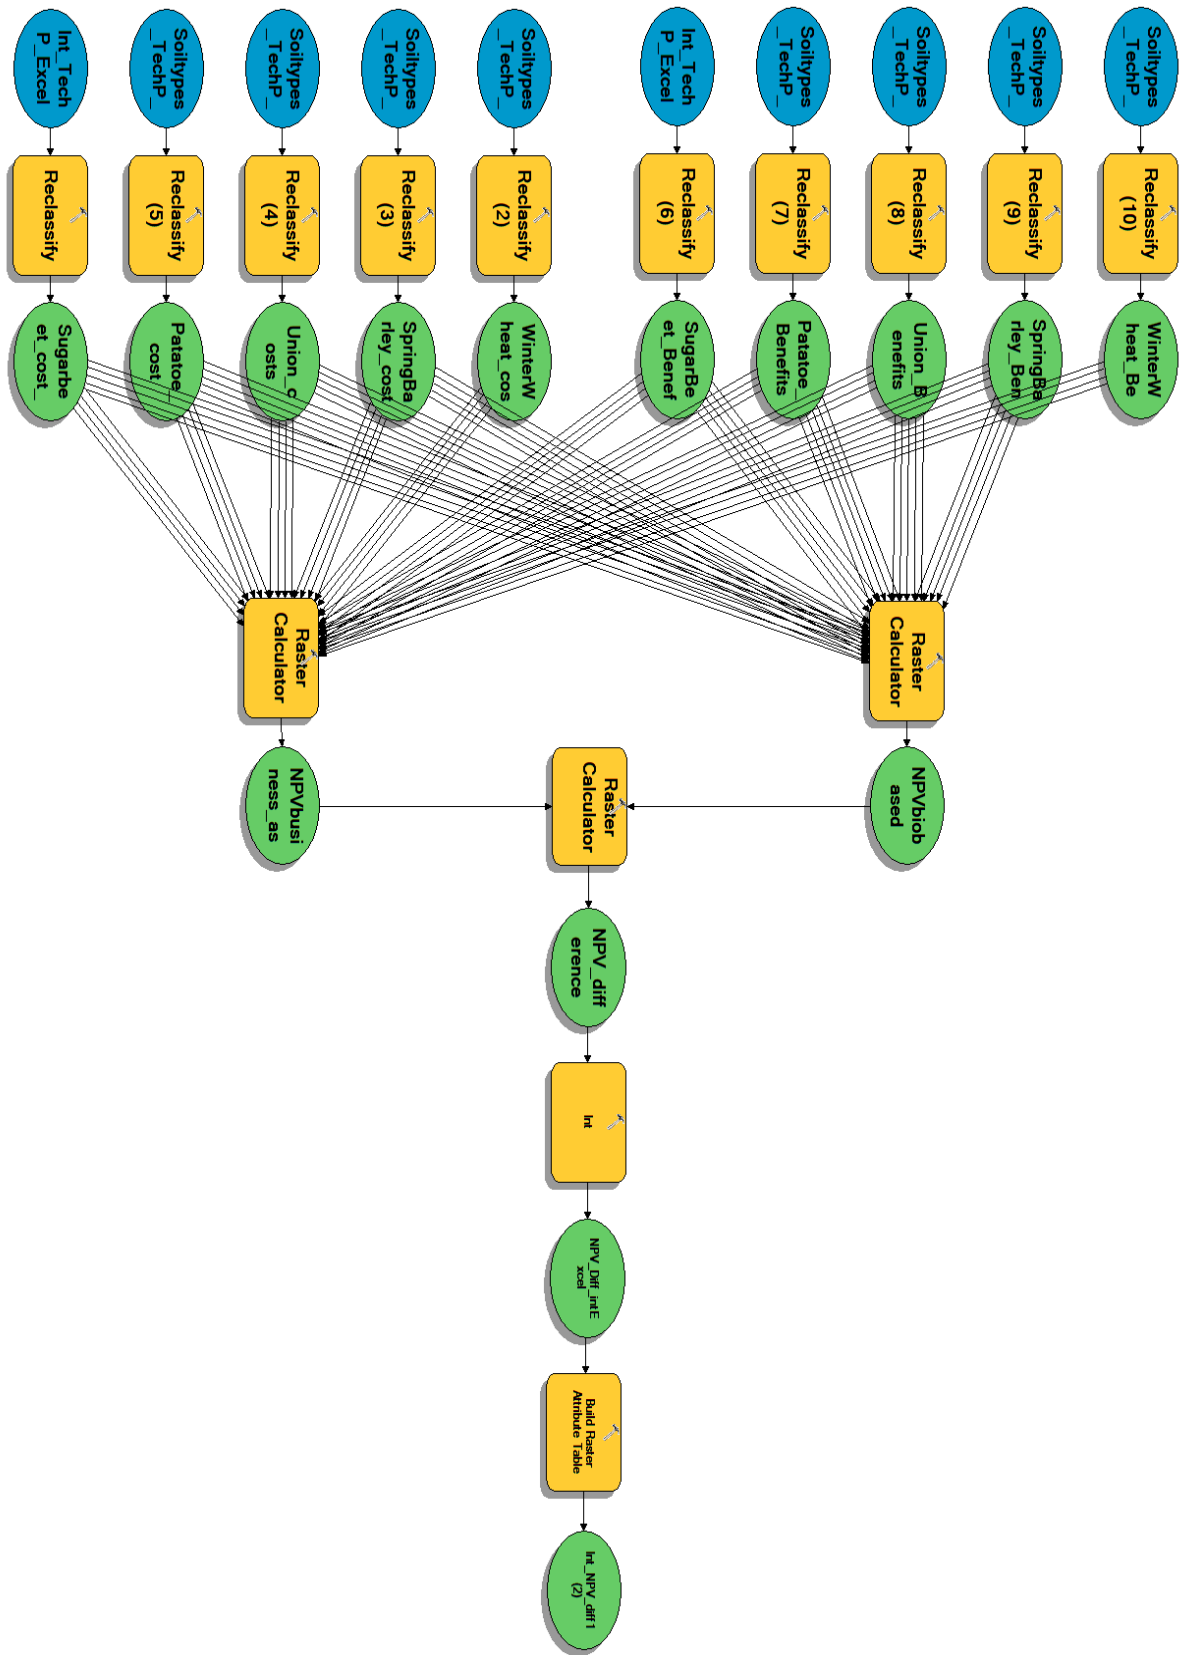 Int_Tech
P_Excel
Soiltypes
_TechP_
Soiltypes
_TechP_
Soiltypes
_TechP_
Soiltypes
_TechP_
Int_Tech
P_Excel
Soiltypes
_TechP_
Soiltypes
_TechP_
Soiltypes
_TechP_
Soiltypes
_TechP_
Reclassify
Reclassify
(5)
Reclassify
(4)
Reclassify
(3)
Reclassify
(2)
Reclassify
(6)
Reclassify
(7)
Reclassify
(8)
Reclassify
(9)
Reclassify
(10)
Sugarbe
et_cost_
Patatoe_
cost_
Union_c
osts
SpringBa
rley_cost
WinterW
heat_cos
SugarBe
et_Benef
Patatoe_
Benefits
Union_B
enefits
SpringBa
rley_Ben
WinterW
heat_Be
Raster
Calculator
Raster
Calculator
NPVbusi
ness_as
Raster
Calculator
NPVbiob
ased
NPV_diff
erence
Int
NPV_Diff_intE
xcel
Build Raster
Attribute Table
Int_NPV_diff1
(2)